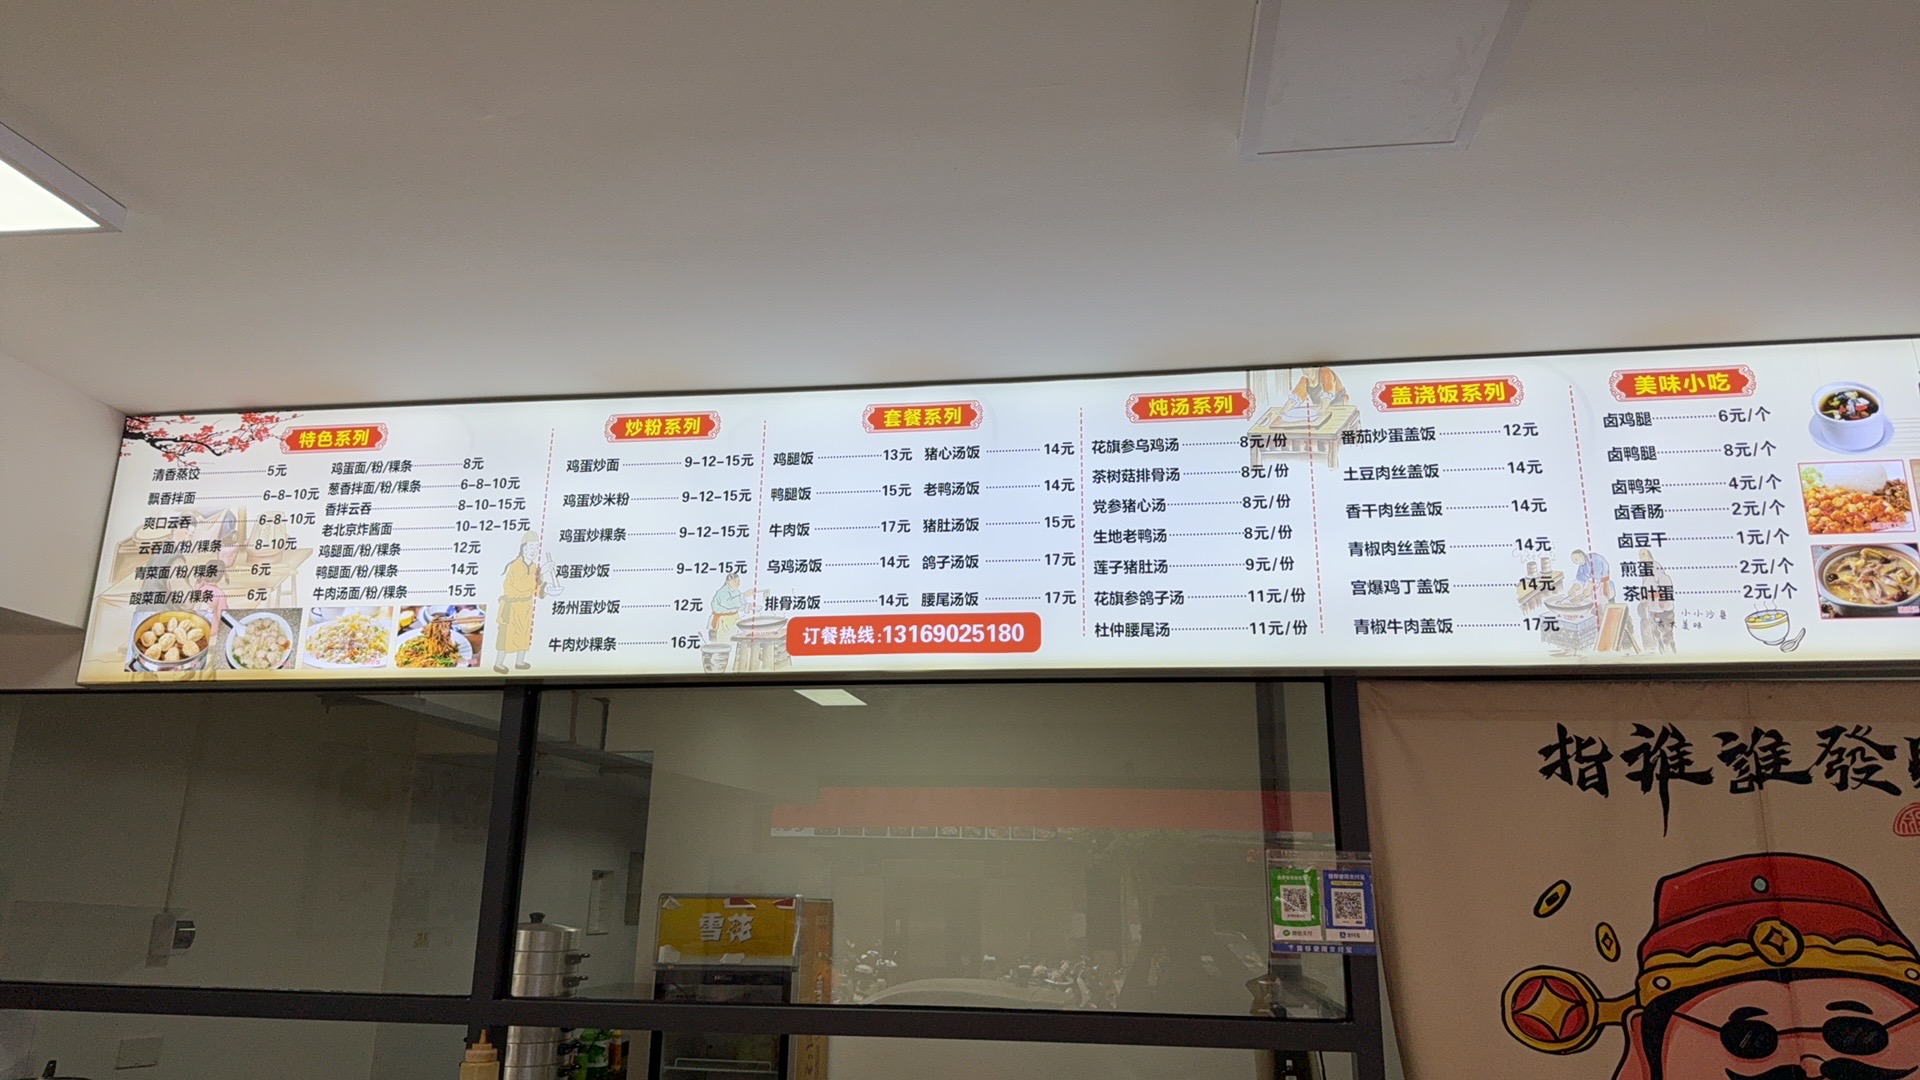 特色系列
清香蒸饺 5元
飘香拌面 6-8-10元
爽口云吞 6-8-10元
云吞面/粉/粿条 8-10元
青菜面/粉/粿条 6元
酸菜面/粉/粿条 6元
鸡蛋面/粉/粿条 8元
葱香拌面/粉/粿条 6-8-10元
香拌云吞 8-10-15元
老北京炸酱面 10-12-15元
鸡腿面/粉/粿条 12元
鸭腿面/粉/粿条 14元
牛肉汤面/粉/粿条 15元
炒粉系列
鸡蛋炒面 9-12-15元
鸡蛋炒米粉 9-12-15元
鸡蛋炒粿条 9-12-15元
鸡蛋炒饭 9-12-15元
扬州蛋炒饭 12元
牛肉炒粿条 16元
套餐系列
鸡腿饭 13元
鸭腿饭 15元
牛肉饭 17元
乌鸡汤饭 14元
排骨汤饭 14元
猪心汤饭 14元
老鸭汤饭 14元
猪肚汤饭 15元
鸽子汤饭 17元
腰尾汤饭 17元
订餐热线:13169025180
炖汤系列
花旗参乌鸡汤 8元/份
茶树菇排骨汤 8元/份
党参猪心汤 8元/份
生地老鸭汤 8元/份
莲子猪肚汤 9元/份
花旗参鸽子汤 11元/份
杜仲腰尾汤 11元/份
盖浇饭系列
番茄炒蛋盖饭 12元
土豆肉丝盖饭 14元
香干肉丝盖饭 14元
青椒肉丝盖饭 14元
宫爆鸡丁盖饭 14元
青椒牛肉盖饭 17元
美味小吃
卤鸡腿 6元/个
卤鸭腿 8元/个
卤鸭架 4元/个
卤香肠 2元/个
卤豆干 1元/个
煎蛋 2元/个
茶叶蛋 2元/个
小小沙县
大大美味
指谁誰發
雪花